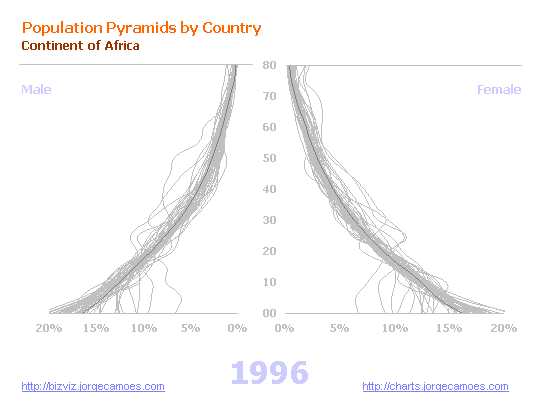 Population Pyramids by Country
Continent of Africa
Male
Female
80
70
60
50
40
30
20
10
00
20% 15% 10% 5% 0% 0% 5% 10% 15% 20%
1996
http://bizviz.jorgecamoes.com
http://charts.jorgecamoes.com